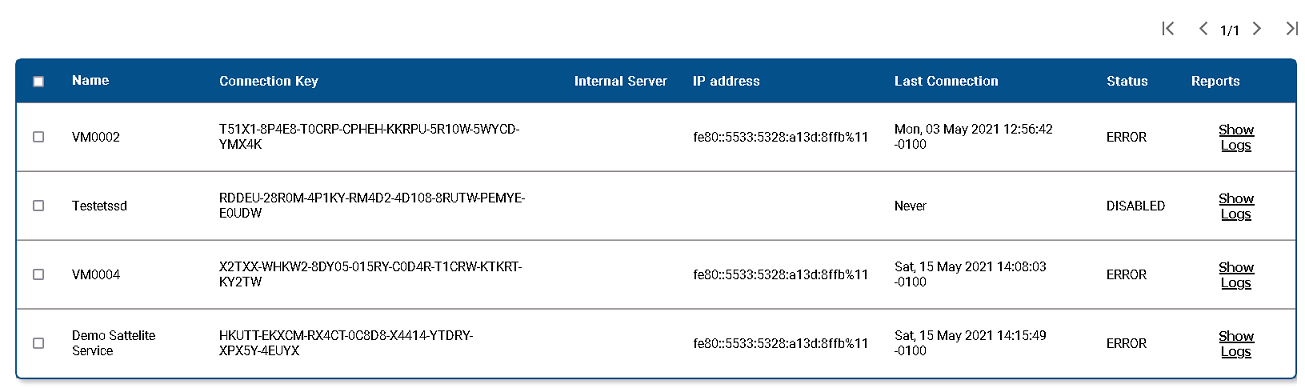 1/1
Name Connection Key Internal Server IP address Last Connection Status Reports
VM0002 T51X1-8P4E8-T0CRP-CPHEH-KKRPU-5R10W-5WYCD- fe80::5533:5328:a13d:8ffb%11 Mon, 03 May 2021 12:56:42 ERROR Show
YMX4K -0100 Logs
Testetssd RDDEU-28R0M-4P1KY-RM4D2-4D108-8RUTW-PEMYE- Never DISABLED Show
E0UDW Logs
VM0004 X2TXX-WHKW2-8DY05-015RY-C0D4R-T1CRW-KTKRT- fe80::5533:5328:a13d:8ffb%11 Sat, 15 May 2021 14:08:03 ERROR Show
KY2TW -0100 Logs
Demo Sattelite HKUTT-EKXCM-RX4CT-0C8D8-X4414-YTDRY- fe80::5533:5328:a13d:8ffb%11 Sat, 15 May 2021 14:15:49 ERROR Show
Service XPX5Y-4EUYX -0100 Logs